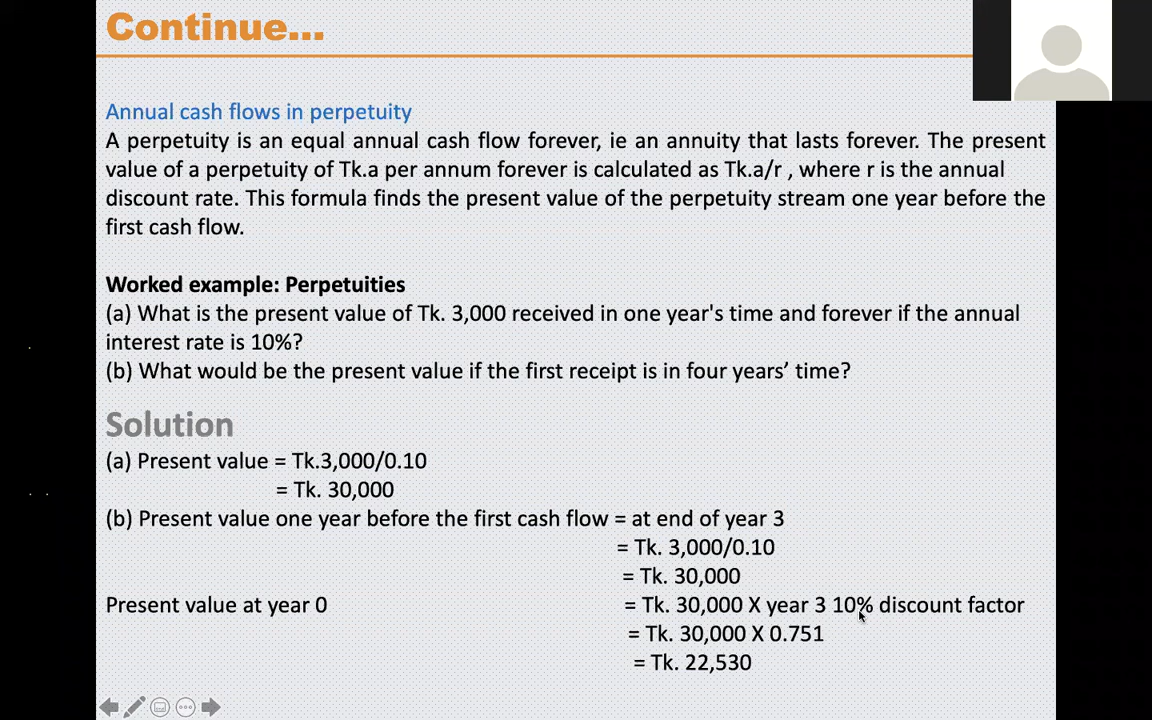 Continue...
Annual cash flows in perpetuity
A perpetuity is an equal annual cash flow forever, ie an annuity that lasts forever. The present
value of a perpetuity of Tk.a per annum forever is calculated as Tk.a/r , where r is the annual
discount rate. This formula finds the present value of the perpetuity stream one year before the
first cash flow.
Worked example: Perpetuities
(a) What is the present value of Tk. 3,000 received in one year's time and forever if the annual
interest rate is 10%?
(b) What would be the present value if the first receipt is in four years’ time?
Solution
(a) Present value = Tk.3,000/0.10
= Tk. 30,000
(b) Present value one year before the first cash flow = at end of year 3
= Tk. 3,000/0.10
= Tk. 30,000
Present value at year 0 = Tk. 30,000 X year 3 10% discount factor
= Tk. 30,000 X 0.751
= Tk. 22,530